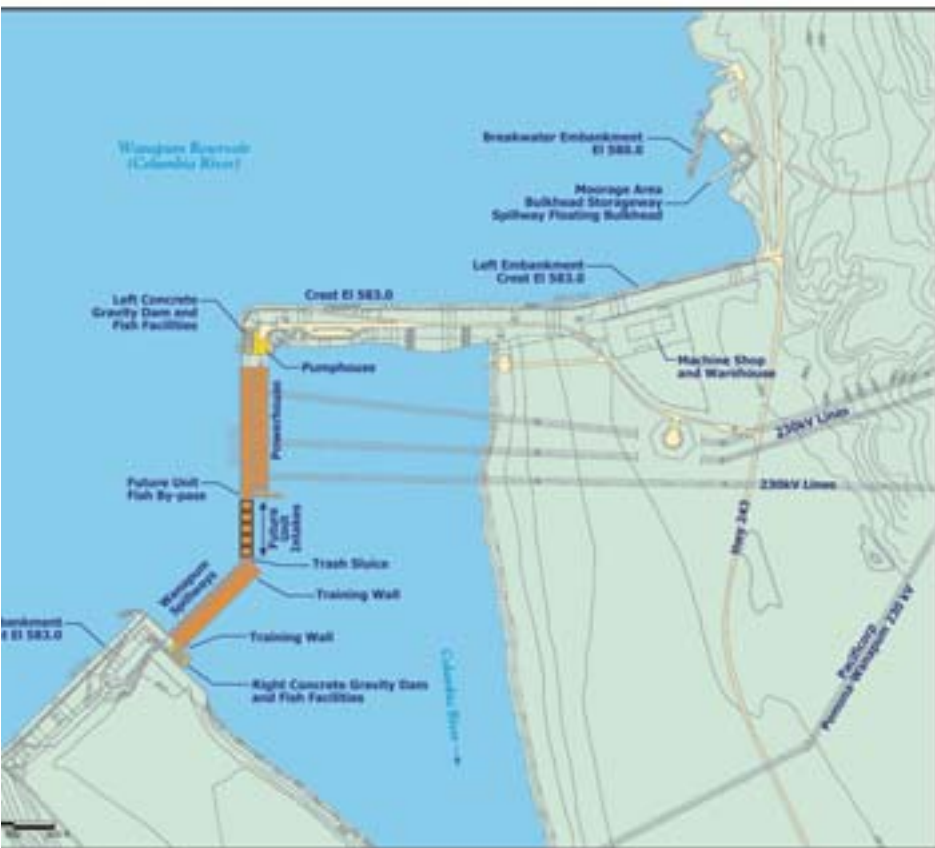 Wanapum Reservoir
(Columbia River)
Breakwater Embankment
El 580.0
Moorage Area
Bulkhead Storageway
Spillway Floating Bulkhead
Left Embankment
Crest El 583.0
Crest El 583.0
Left Concrete
Gravity Dam and
Fish Facilities
Pumphouse
Machine Shop
and Warehouse
Powerhouse
230kV Lines
230kV Lines
Future Unit
Fish By-pass
Future
Unit
Intakes
Hwy 243
Trash Sluice
Wanapum
Spillways
Training Wall
bankment
t El 583.0
Training Wall
Right Concrete Gravity Dam
and Fish Facilities
Columbia River
Pacificorp
Pomona-Wanapum 230 kV